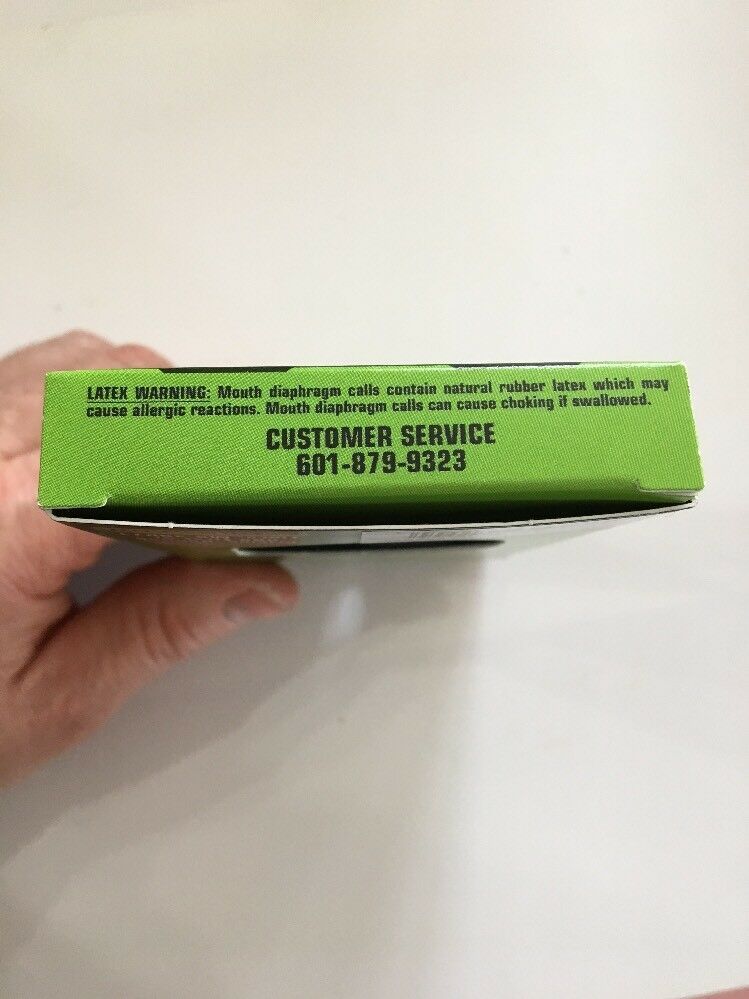 LATEX WARNING: Mouth diaphragm calls contain natural rubber latex which may
cause allergic reactions. Mouth diaphragm calls can cause choking if swallowed.
CUSTOMER SERVICE
601-879-9323